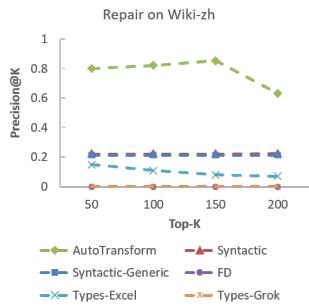 Repair on Wiki-zh
1
0.8
0.6
0.4
0.2
0
Precision@K
50 100 150 200
Top-K
AutoTransform Syntactic
Syntactic-Generic FD
Types-Excel Types-Grok